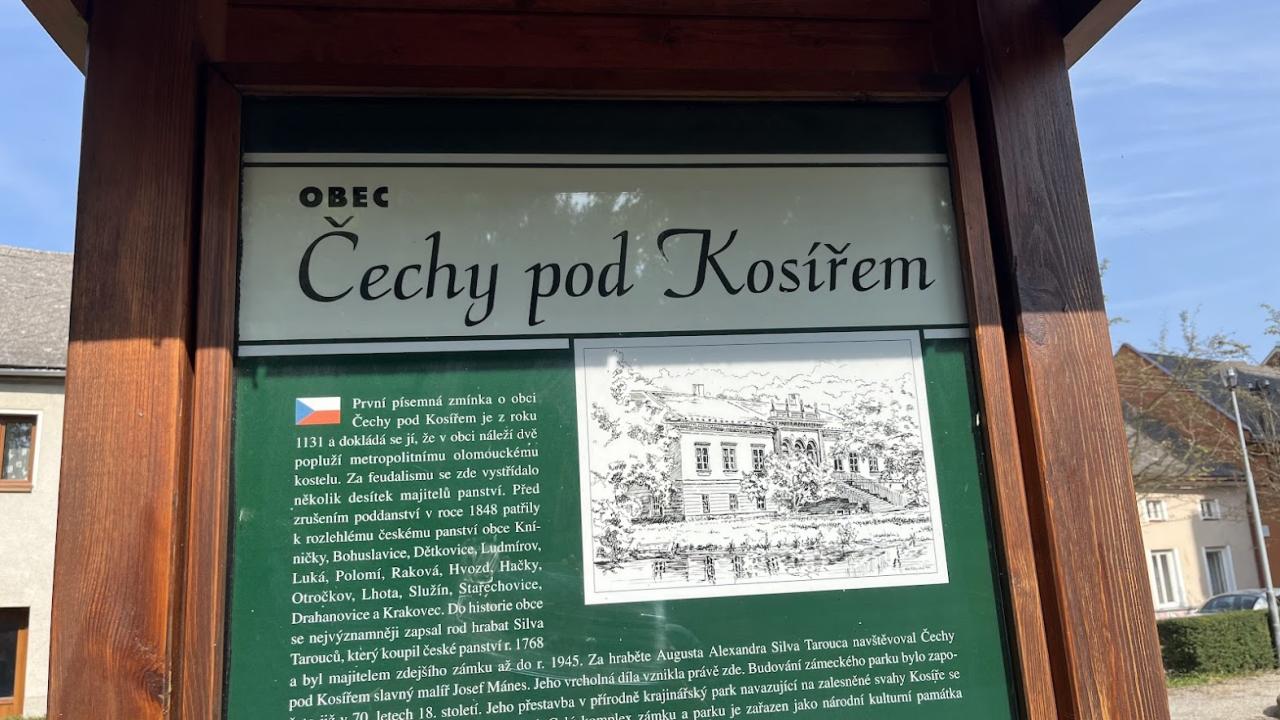 OBEC
Čechy pod Kosířem
První písemná zmínka o obci
Čechy pod Kosířem je z roku
1131 a dokládá se jí, že v obci náleží dvě
popluží metropolitnímu olomouckému
kostelu. Za feudalismu se zde vystřídalo
několik desítek majitelů panství. Před
zrušením poddanství v roce 1848 patřily
k rozlehlému českému panství obce Kní-
ničky, Bohuslavice, Dětkovice, Ludmírov,
Luká, Polomí, Raková, Hvozd, Hačky,
Otročkov, Lhota, Služín, Stařechovice,
Drahanovice a Krakovec. Do historie obce
se nejvýznamněji zapsal rod hrabat Silva
Tarouců, který koupil české panství r. 1768
a byl majitelem zdejšího zámku až do r. 1945. Za hraběte Augusta Alexandra Silva Tarouca navštěvoval Čechy
pod Kosířem slavný malíř Josef Mánes. Jeho vrcholná díla vznikla právě zde. Budování zámeckého parku bylo zapo-
již v 70. letech 18. století. Jeho přestavba v přírodně krajinářský park navazující na zalesněné svahy Kosíře se
komplex zámku a parku je zařazen jako národní kulturní památka